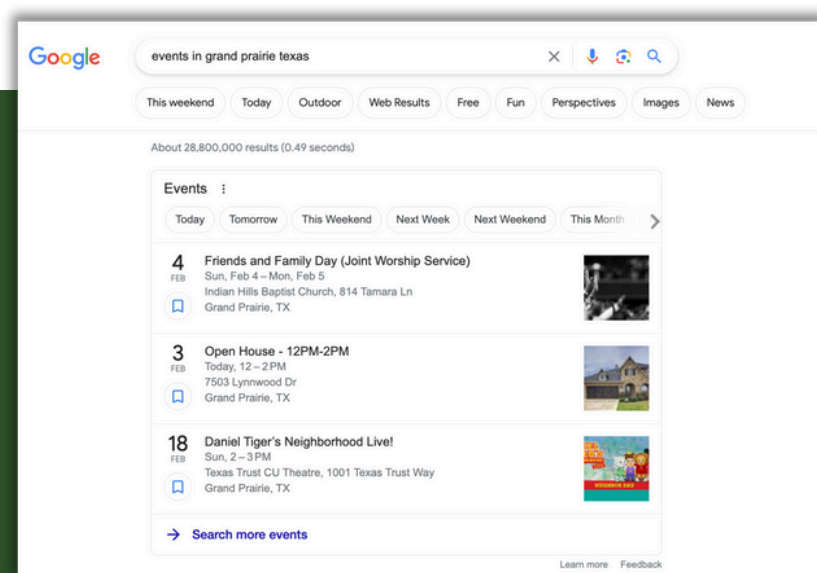 Google
events in grand prairie texas
This weekend Today Outdoor Web Results Free Fun Perspectives Images News
About 28,800,000 results (0.49 seconds)
Events
Today Tomorrow This Weekend Next Week Next Weekend This Month
4
FEB
Friends and Family Day (Joint Worship Service)
Sun, Feb 4 – Mon, Feb 5
Indian Hills Baptist Church, 814 Tamara Ln
Grand Prairie, TX
3
FEB
Open House - 12PM-2PM
Today, 12 – 2 PM
7503 Lynnwood Dr
Grand Prairie, TX
18
FEB
Daniel Tiger's Neighborhood Live!
Sun, 2 – 3 PM
Texas Trust CU Theatre, 1001 Texas Trust Way
Grand Prairie, TX
NEIGHBOR DAY
Search more events
Learn more Feedback